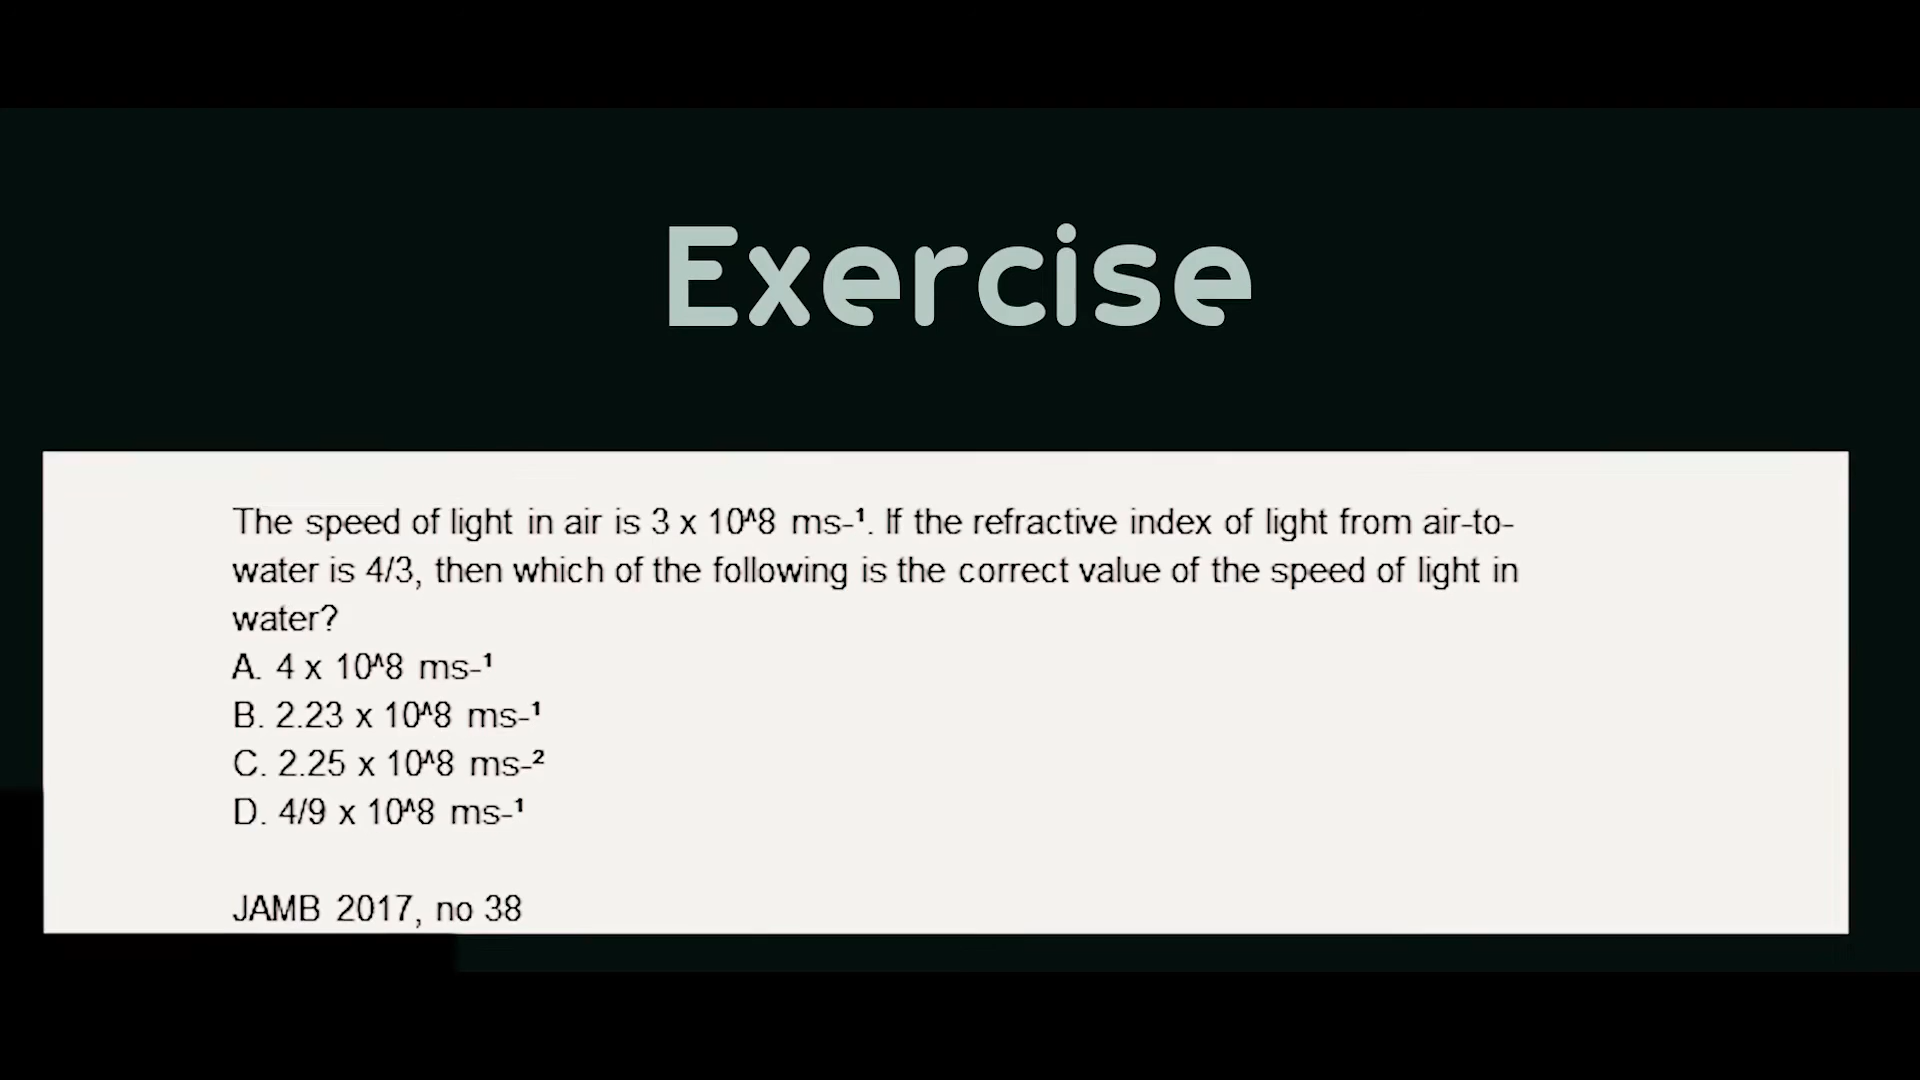 Exercise
The speed of light in air is 3 x 10^8 ms-¹. If the refractive index of light from air-to-
water is 4/3, then which of the following is the correct value of the speed of light in
water?
A. 4 x 10^8 ms-¹
B. 2.23 x 10^8 ms-¹
C. 2.25 x 10^8 ms-²
D. 4/9 x 10^8 ms-¹
JAMB 2017, no 38